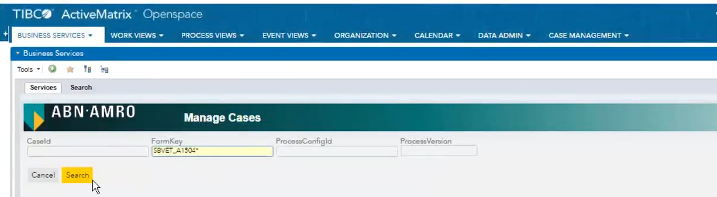 TIBCO ActiveMatrix Openspace
BUSINESS SERVICES WORK VIEWS PROCESS VIEWS EVENT VIEWS ORGANIZATION CALENDAR DATA ADMIN CASE MANAGEMENT
Business Services
Tools
Services Search
ABN·AMRO Manage Cases
CaseId FormKey ProcessConfigId ProcessVersion
SBVET_A1504*
Cancel Search